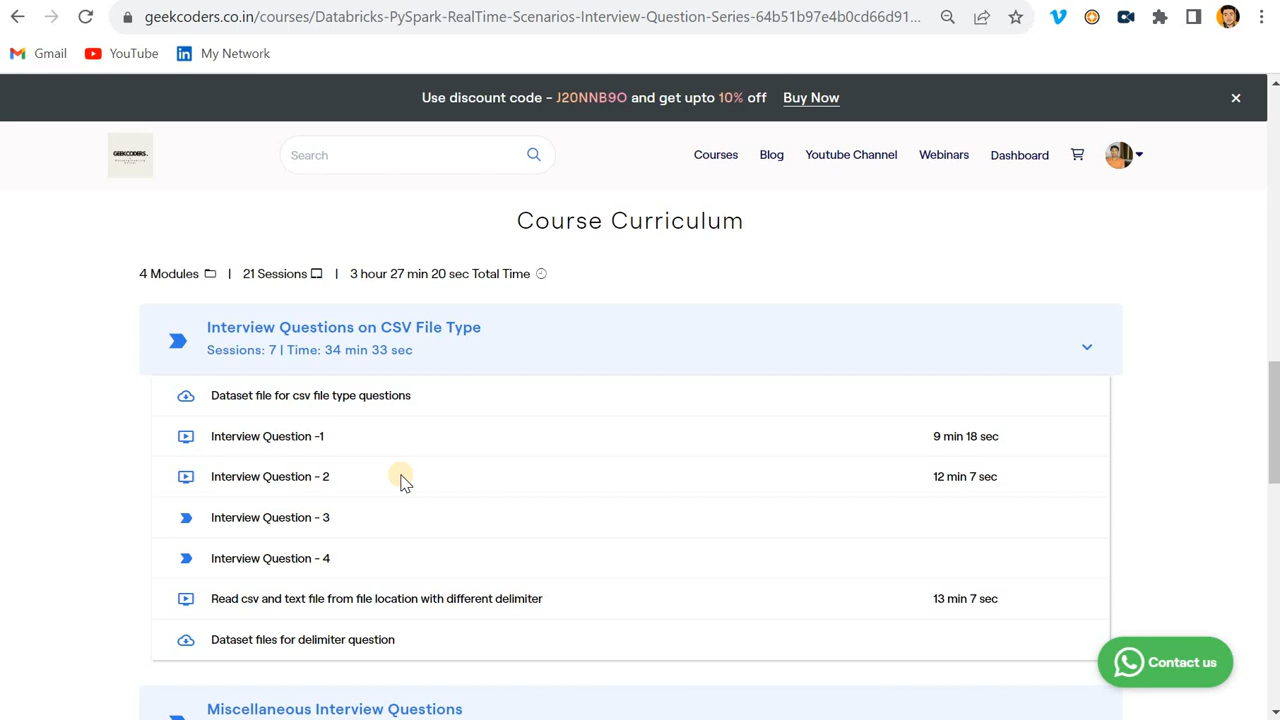 geekcoders.co.in/courses/Databricks-PySpark-RealTime-Scenarios-Interview-Question-Series-64b51b97e4b0cd66d91...
Gmail YouTube My Network
Use discount code - J20NNB9O and get upto 10% off Buy Now
GEEKCODERS.
Search
Courses Blog Youtube Channel Webinars Dashboard
Course Curriculum
4 Modules | 21 Sessions | 3 hour 27 min 20 sec Total Time
Interview Questions on CSV File Type
Sessions: 7 | Time: 34 min 33 sec
Dataset file for csv file type questions
Interview Question -1 9 min 18 sec
Interview Question - 2 12 min 7 sec
Interview Question - 3
Interview Question - 4
Read csv and text file from file location with different delimiter 13 min 7 sec
Dataset files for delimiter question
Contact us
Miscellaneous Interview Questions